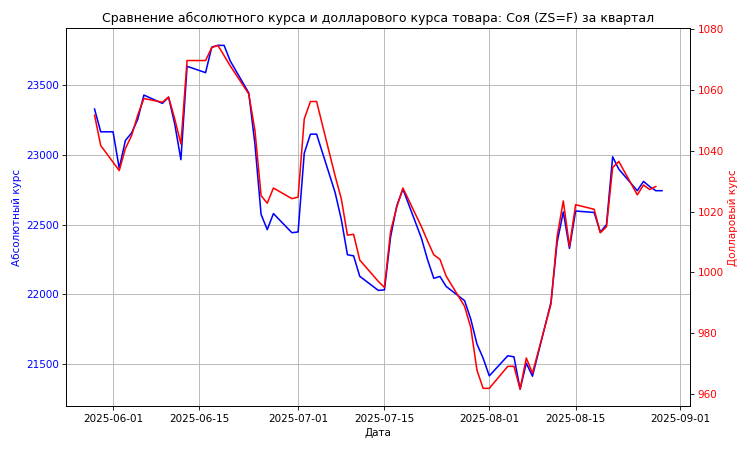 Сравнение абсолютного курса и долларового курса товара: Соя (ZS=F) за квартал
1080
23500
1060
23000
1040
22500
1020
22000
1000
21500
980
960
Абсолютный курс
Долларовый курс
2025-06-01 2025-06-15 2025-07-01 2025-07-15 2025-08-01 2025-08-15 2025-09-01
Дата